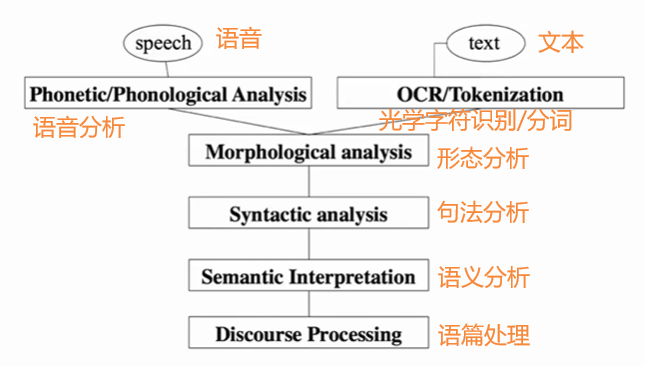 speech
语音
text
文本
Phonetic/Phonological Analysis
语音分析
OCR/Tokenization
光学字符识别/分词
Morphological analysis
形态分析
Syntactic analysis
句法分析
Semantic Interpretation
语义分析
Discourse Processing
语篇处理